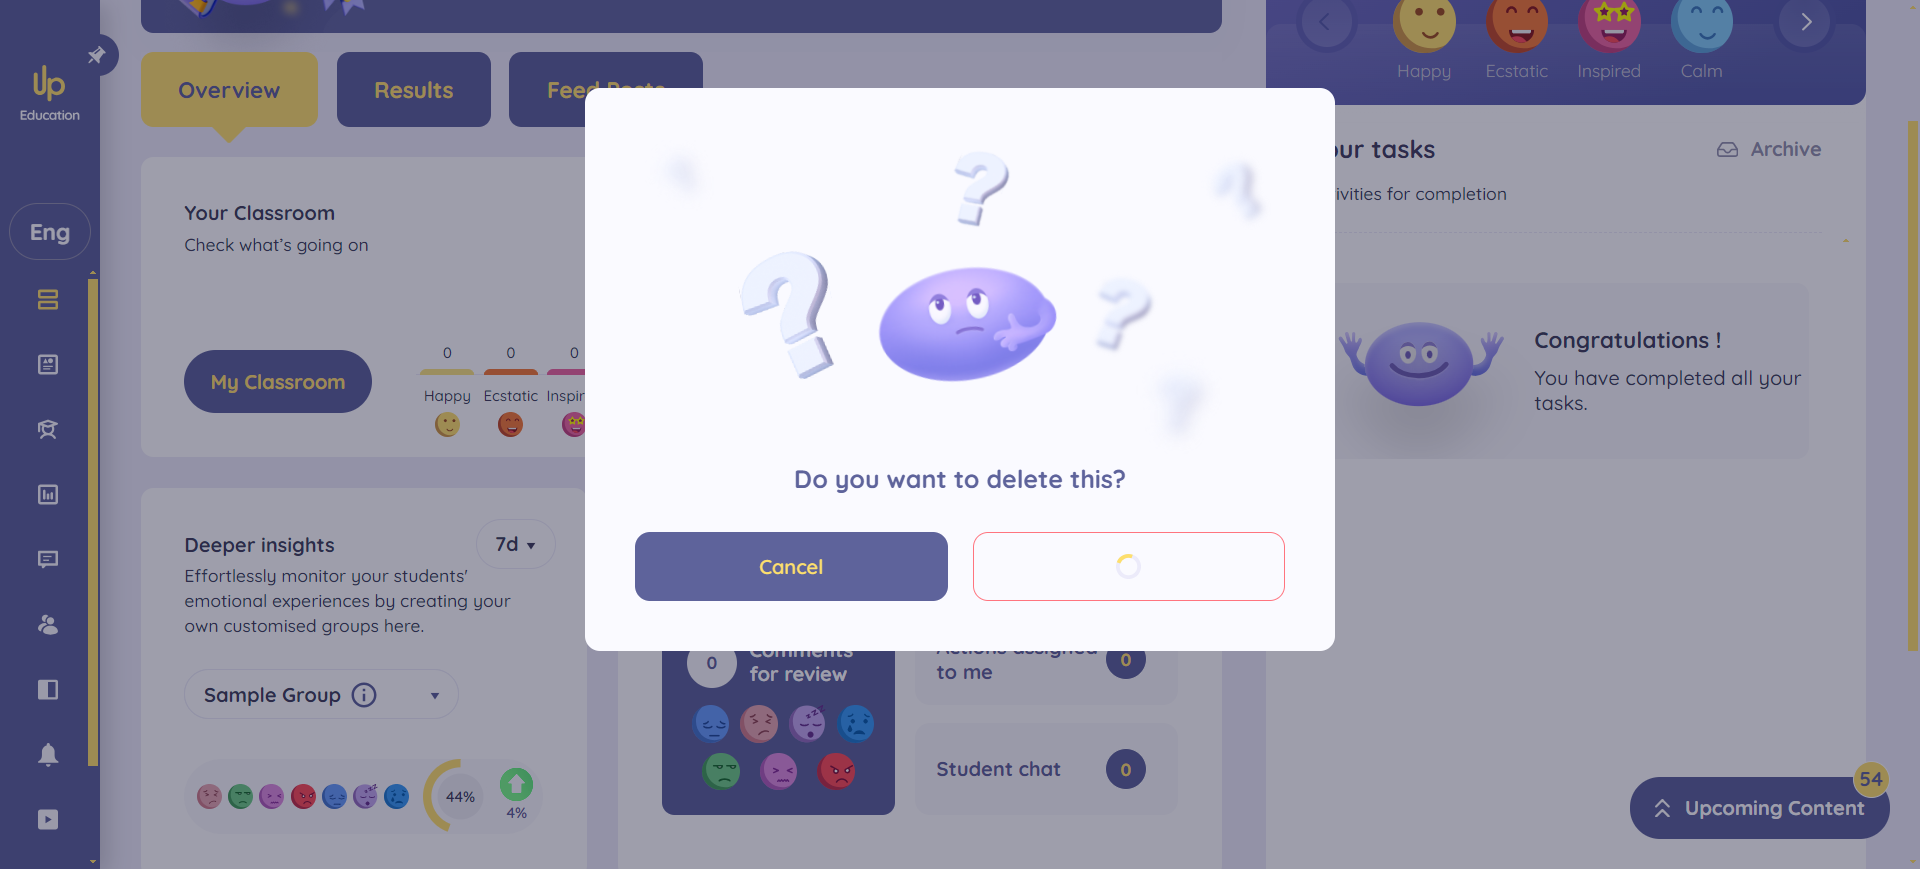 Up
Education
Eng
Overview
Results
Happy
Ecstatic
Inspired
Calm
Your Classroom
Check what's going on
My Classroom
0
0
0
Happy
Ecstatic
Deeper insights
7d
Effortlessly monitor your students'
emotional experiences by creating your
own customised groups here.
Sample Group
44%
4%
Do you want to delete this?
Cancel
0
Comments
for review
Actions assigned
to me
0
Student chat
0
our tasks
Archive
ivities for completion
Congratulations !
You have completed all your
tasks.
54
Upcoming Content